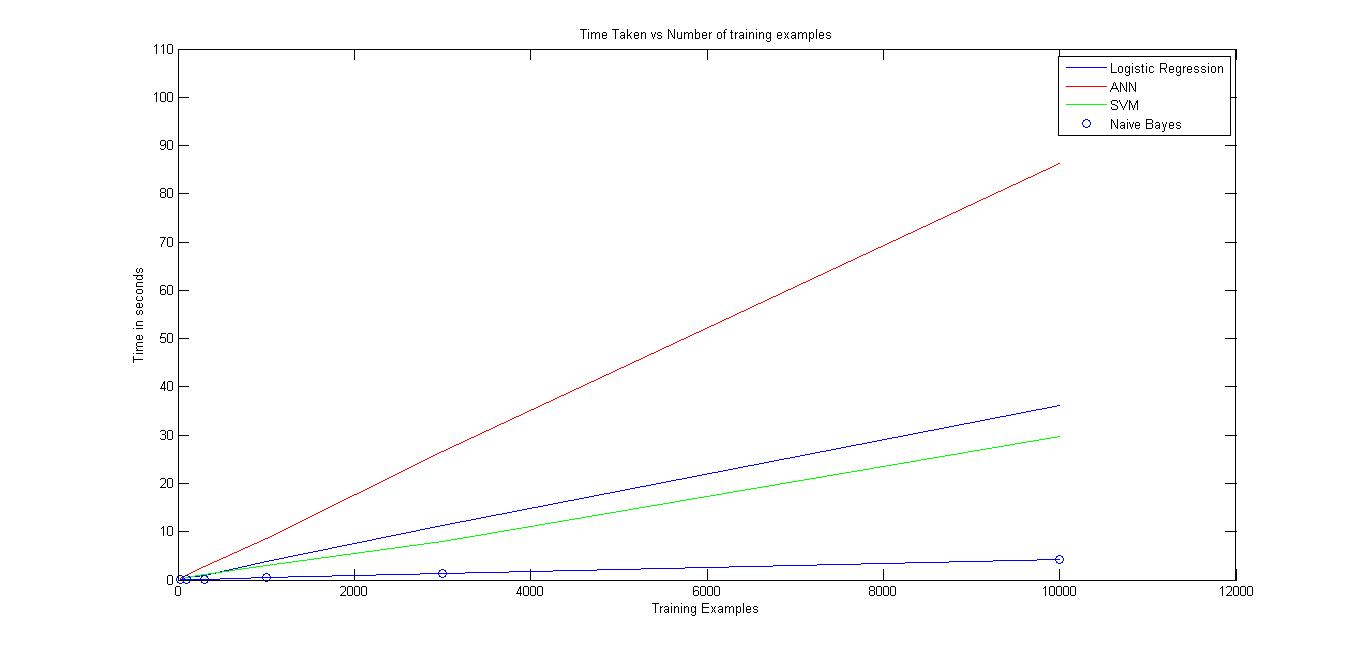 Time Taken vs Number of training examples
110
100
90
80
70
60
50
40
30
20
10
0
Time in seconds
Logistic Regression
ANN
SVM
Naive Bayes
0 2000 4000 6000 8000 10000 12000
Training Examples